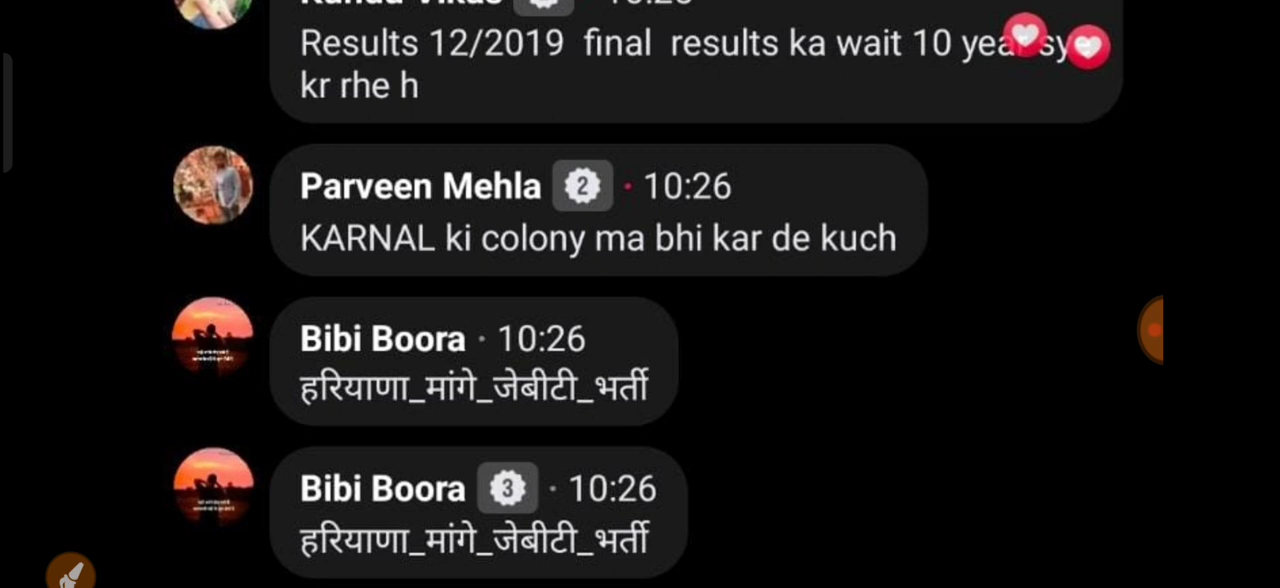 Results 12/2019 final results ka wait 10 year
kr rhe h
Parveen Mehla 2 · 10:26
KARNAL ki colony ma bhi kar de kuch
Bibi Boora · 10:26
हरियाणा_मांगे_जेबीटी_भर्ती
Bibi Boora 3 · 10:26
हरियाणा_मांगे_जेबीटी_भर्ती